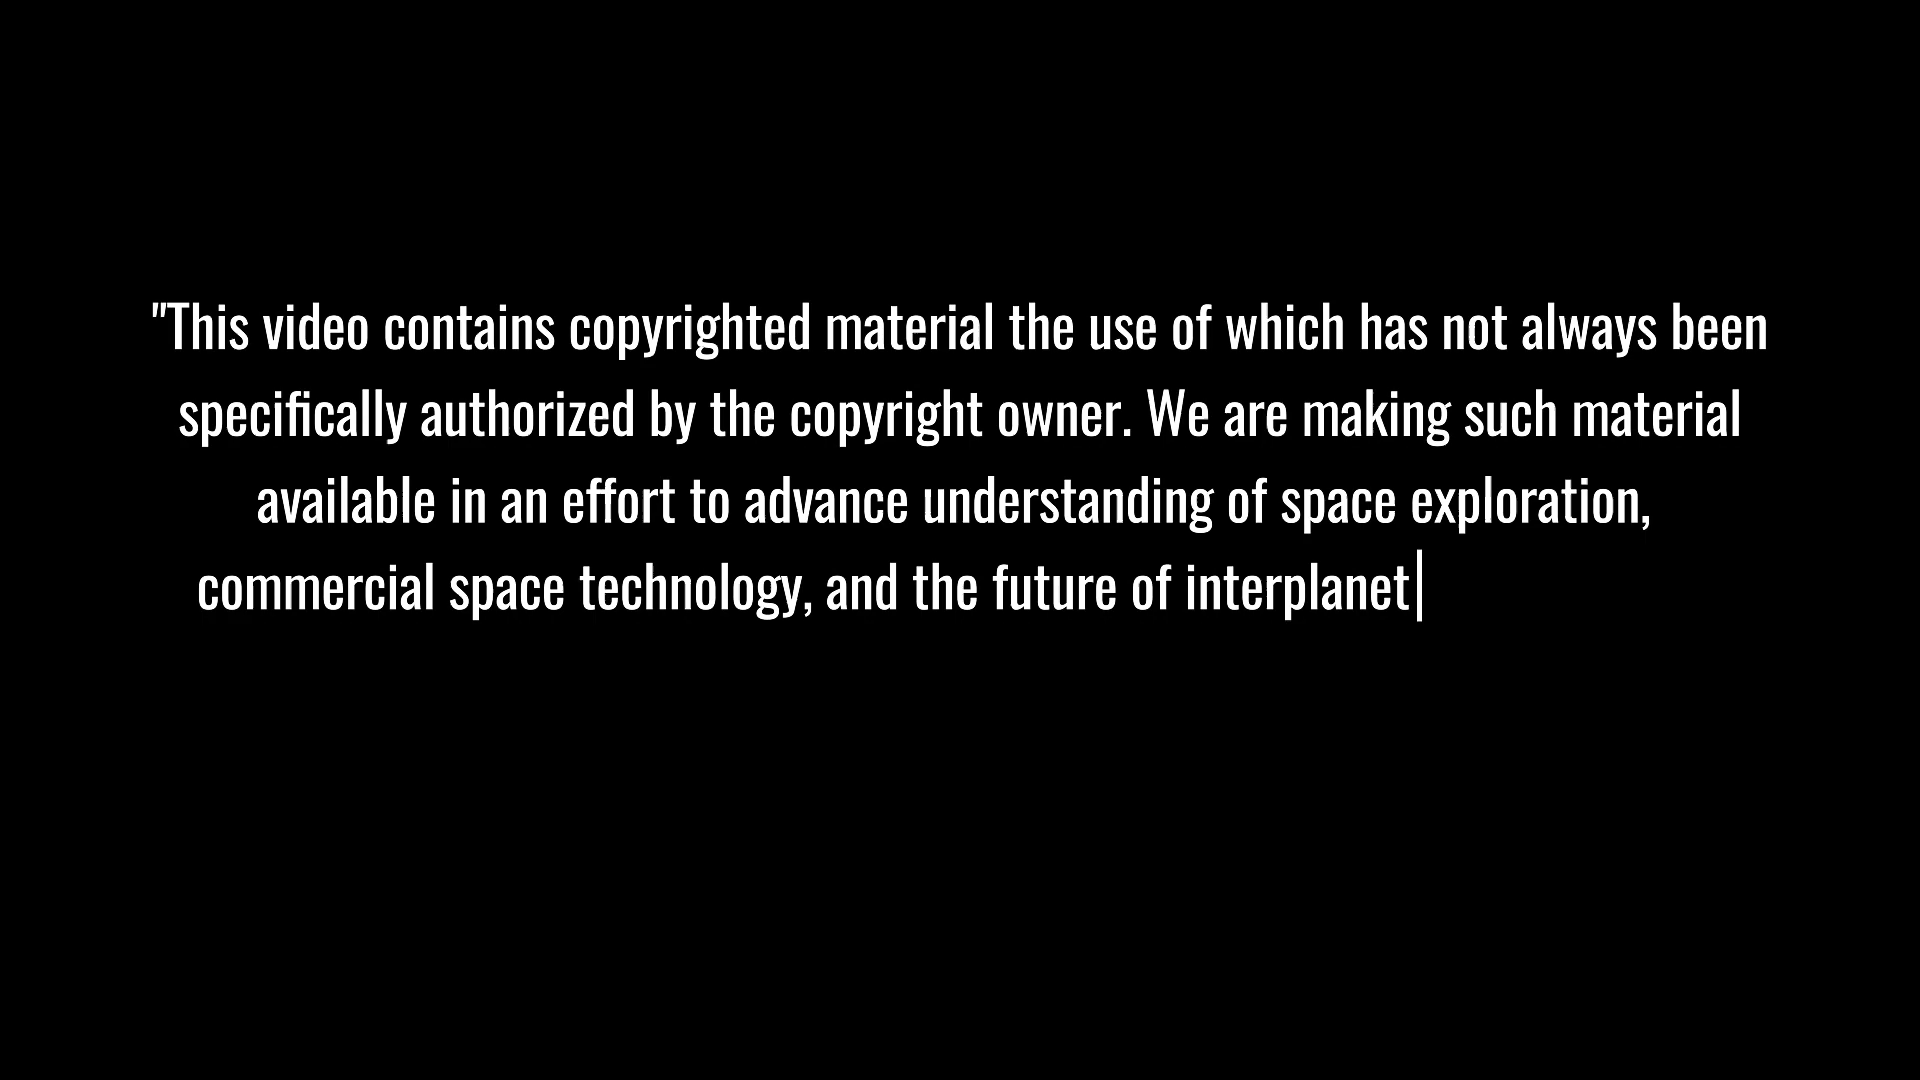 "This video contains copyrighted material the use of which has not always been
specifically authorized by the copyright owner. We are making such material
available in an effort to advance understanding of space exploration,
commercial space technology, and the future of interplanet